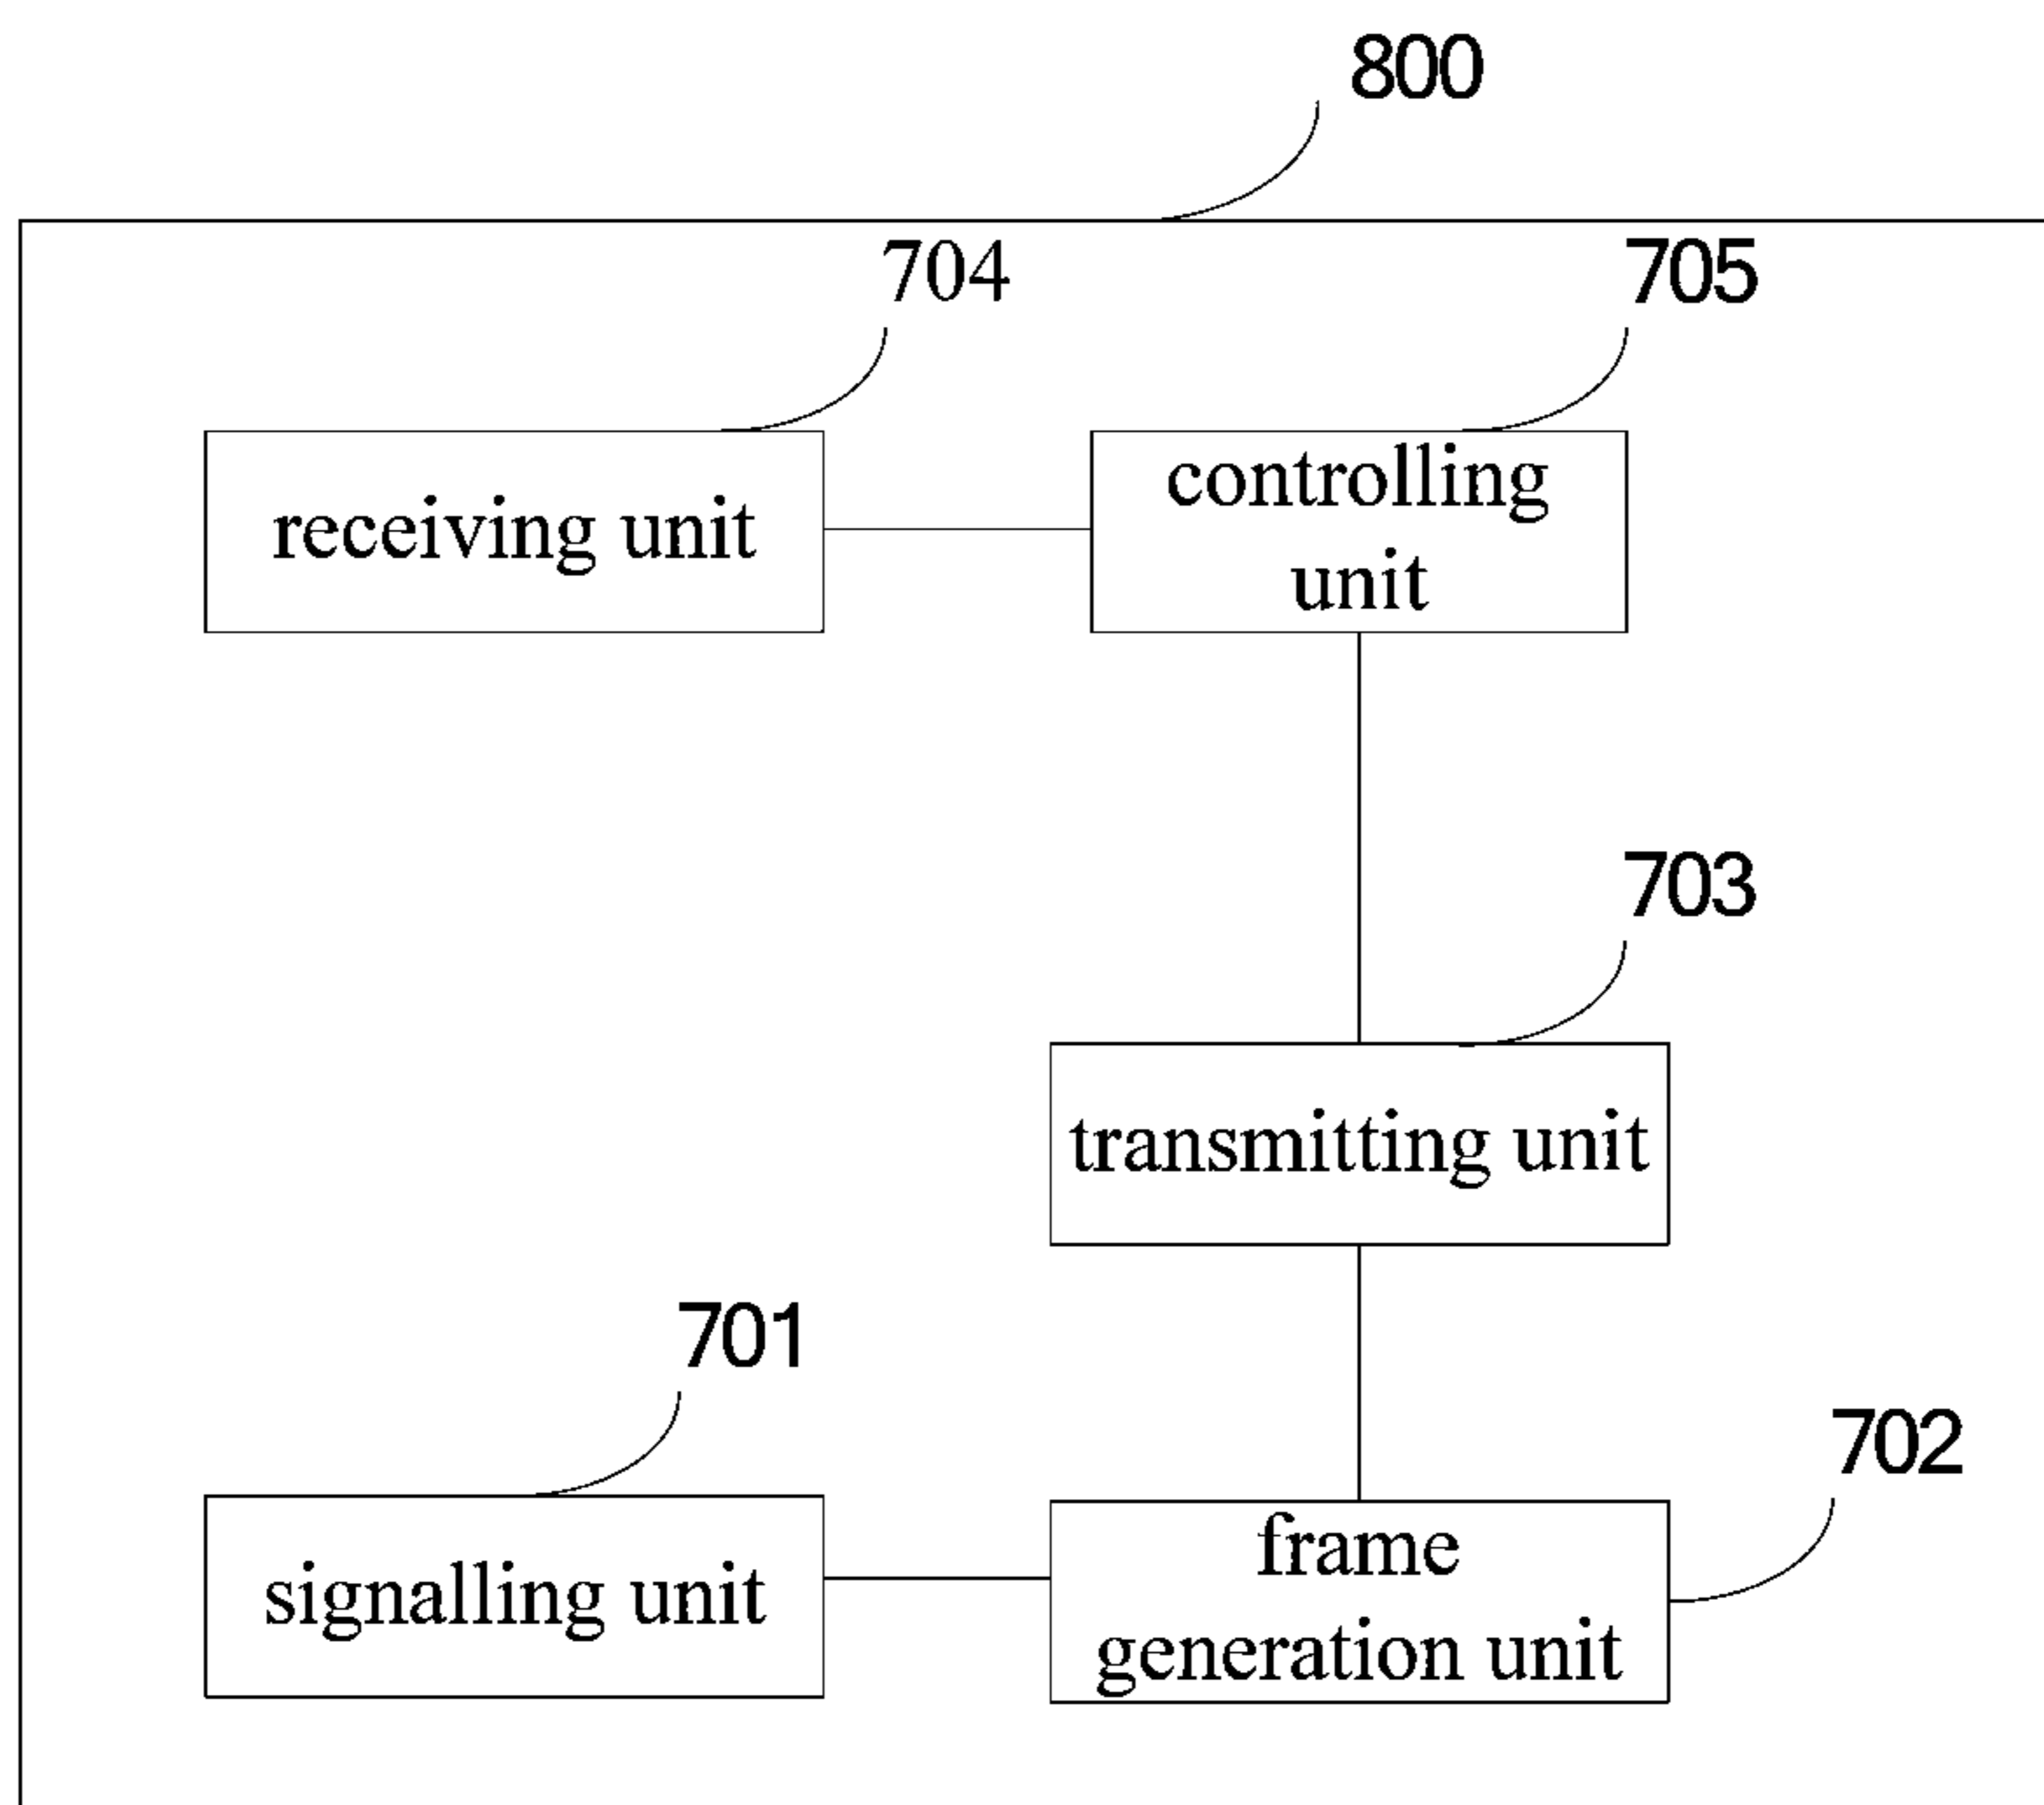 800
704
705
receiving unit
controlling
unit
703
transmitting unit
701
702
signalling unit
frame
generation unit